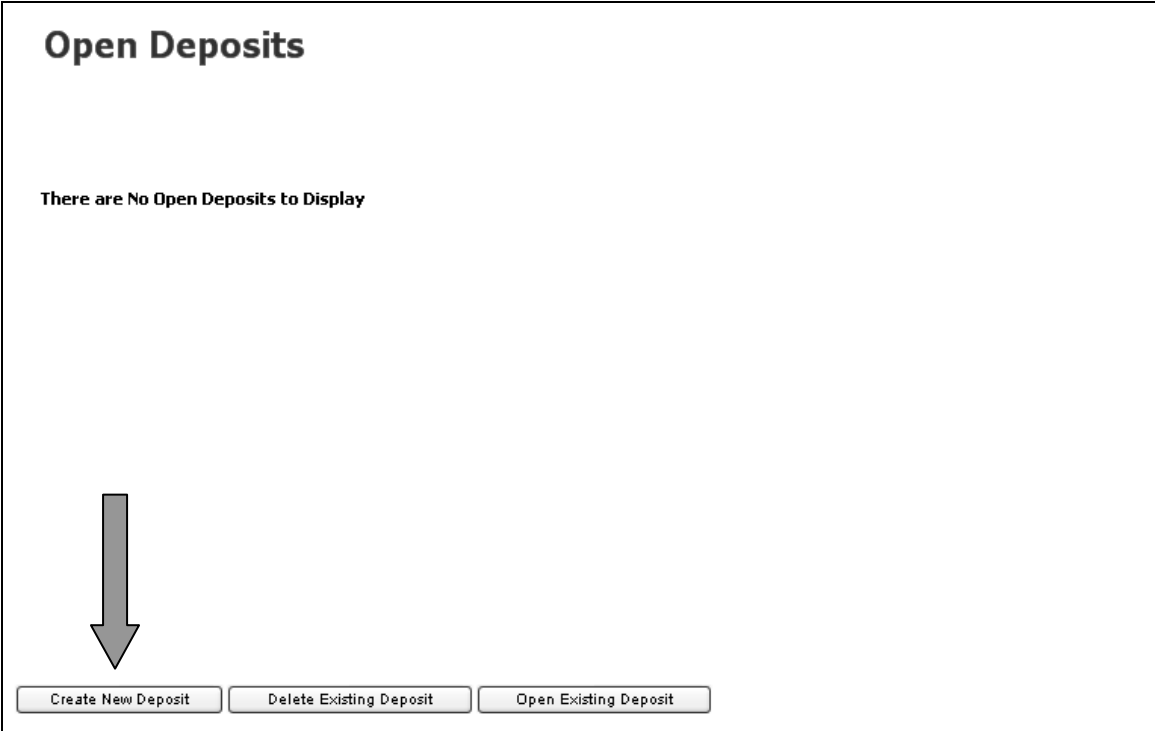 Open Deposits
There are No Open Deposits to Display
Create New Deposit Delete Existing Deposit Open Existing Deposit